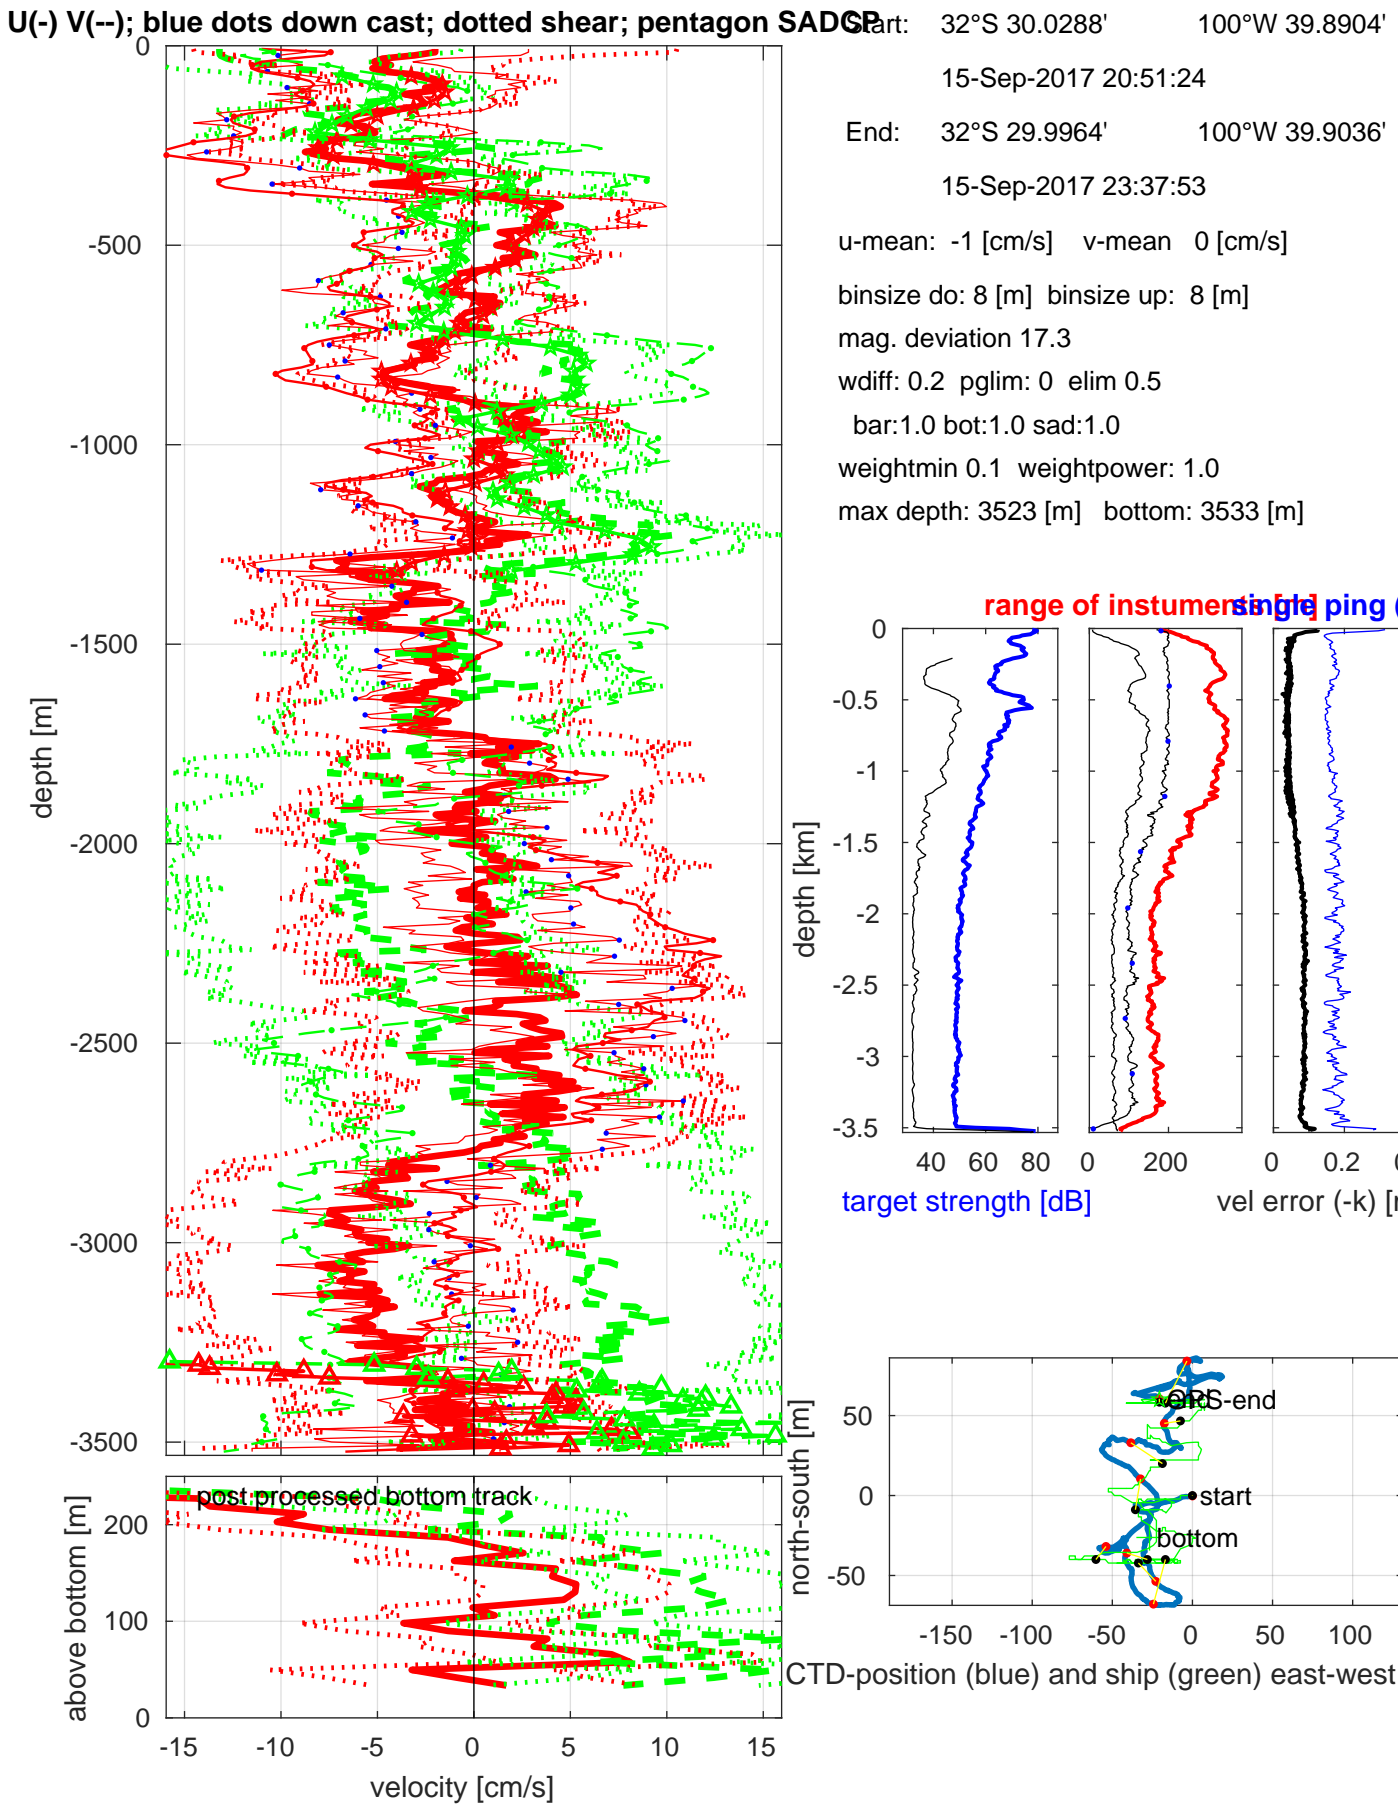 U(-) V(--); blue dots down cast; dotted shear; pentagon SADCP
Start: 32°S 30.0288' 100°W 39.8904'
15-Sep-2017 20:51:24
End: 32°S 29.9964' 100°W 39.9036'
15-Sep-2017 23:37:53
u-mean: -1 [cm/s] v-mean 0 [cm/s]
binsize do: 8 [m] binsize up: 8 [m]
mag. deviation 17.3
wdiff: 0.2 pglim: 0 elim 0.5
bar:1.0 bot:1.0 sad:1.0
weightmin 0.1 weightpower: 1.0
max depth: 3523 [m] bottom: 3533 [m]
0
-500
-1000
-1500
-2000
-2500
-3000
-3500
depth [m]
post processed bottom track
200
100
0
above bottom [m]
-15 -10 -5 0 5 10 15
velocity [cm/s]
range of instuments [m]
single ping (
0
-0.5
-1
-1.5
-2
-2.5
-3
-3.5
depth [km]
40 60 80
0 200
0 0.2
target strength [dB]
vel error (-k) [
end
GPS-end
start
bottom
50
0
-50
north-south [m]
-150 -100 -50 0 50 100
CTD-position (blue) and ship (green) east-west